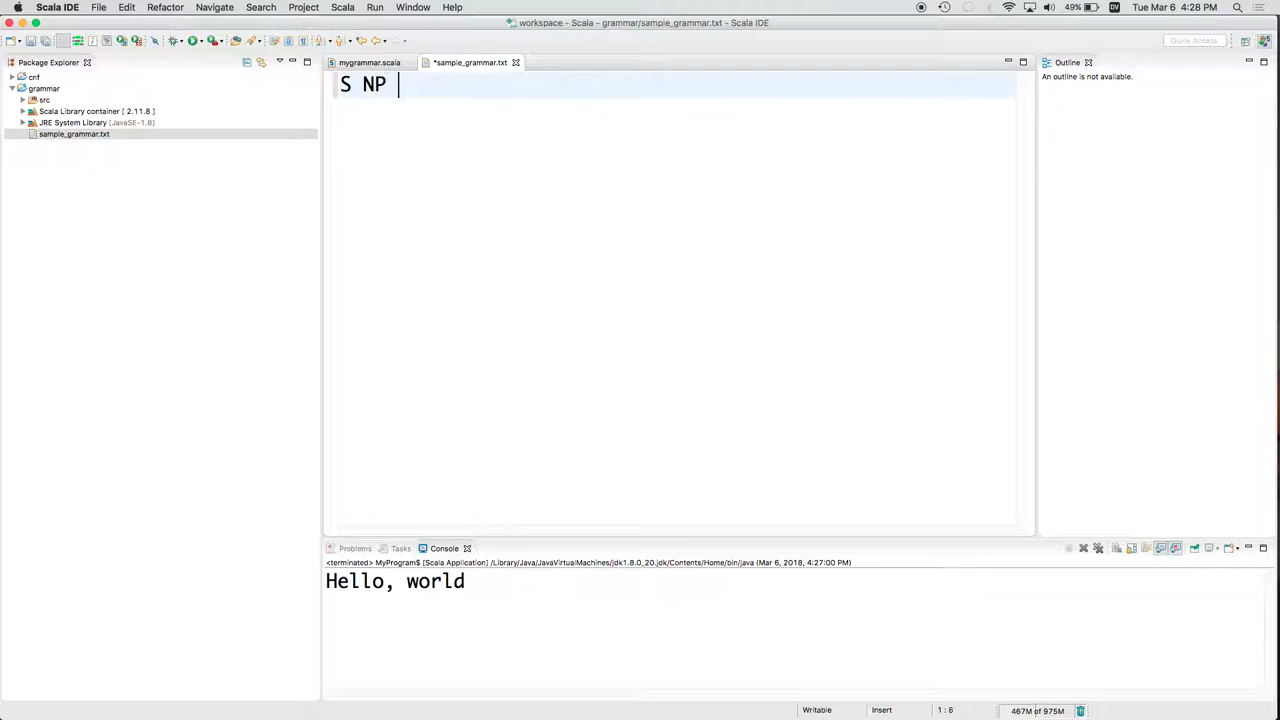 Scala IDE File Edit Refactor Navigate Search Project Scala Run Window Help 49% DV Tue Mar 6 4:28 PM
workspace - Scala - grammar/sample_grammar.txt - Scala IDE
Quick Access
Package Explorer
cnf
grammar
src
Scala Library container [ 2.11.8 ]
JRE System Library [JavaSE-1.8]
sample_grammar.txt
mygrammar.scala *sample_grammar.txt
S NP
Outline
An outline is not available.
Problems Tasks Console
<terminated> MyProgram$ [Scala Application] /Library/Java/JavaVirtualMachines/jdk1.8.0_20.jdk/Contents/Home/bin/java (Mar 6, 2018, 4:27:00 PM)
Hello, world
Writable Insert 1 : 6 467M of 975M